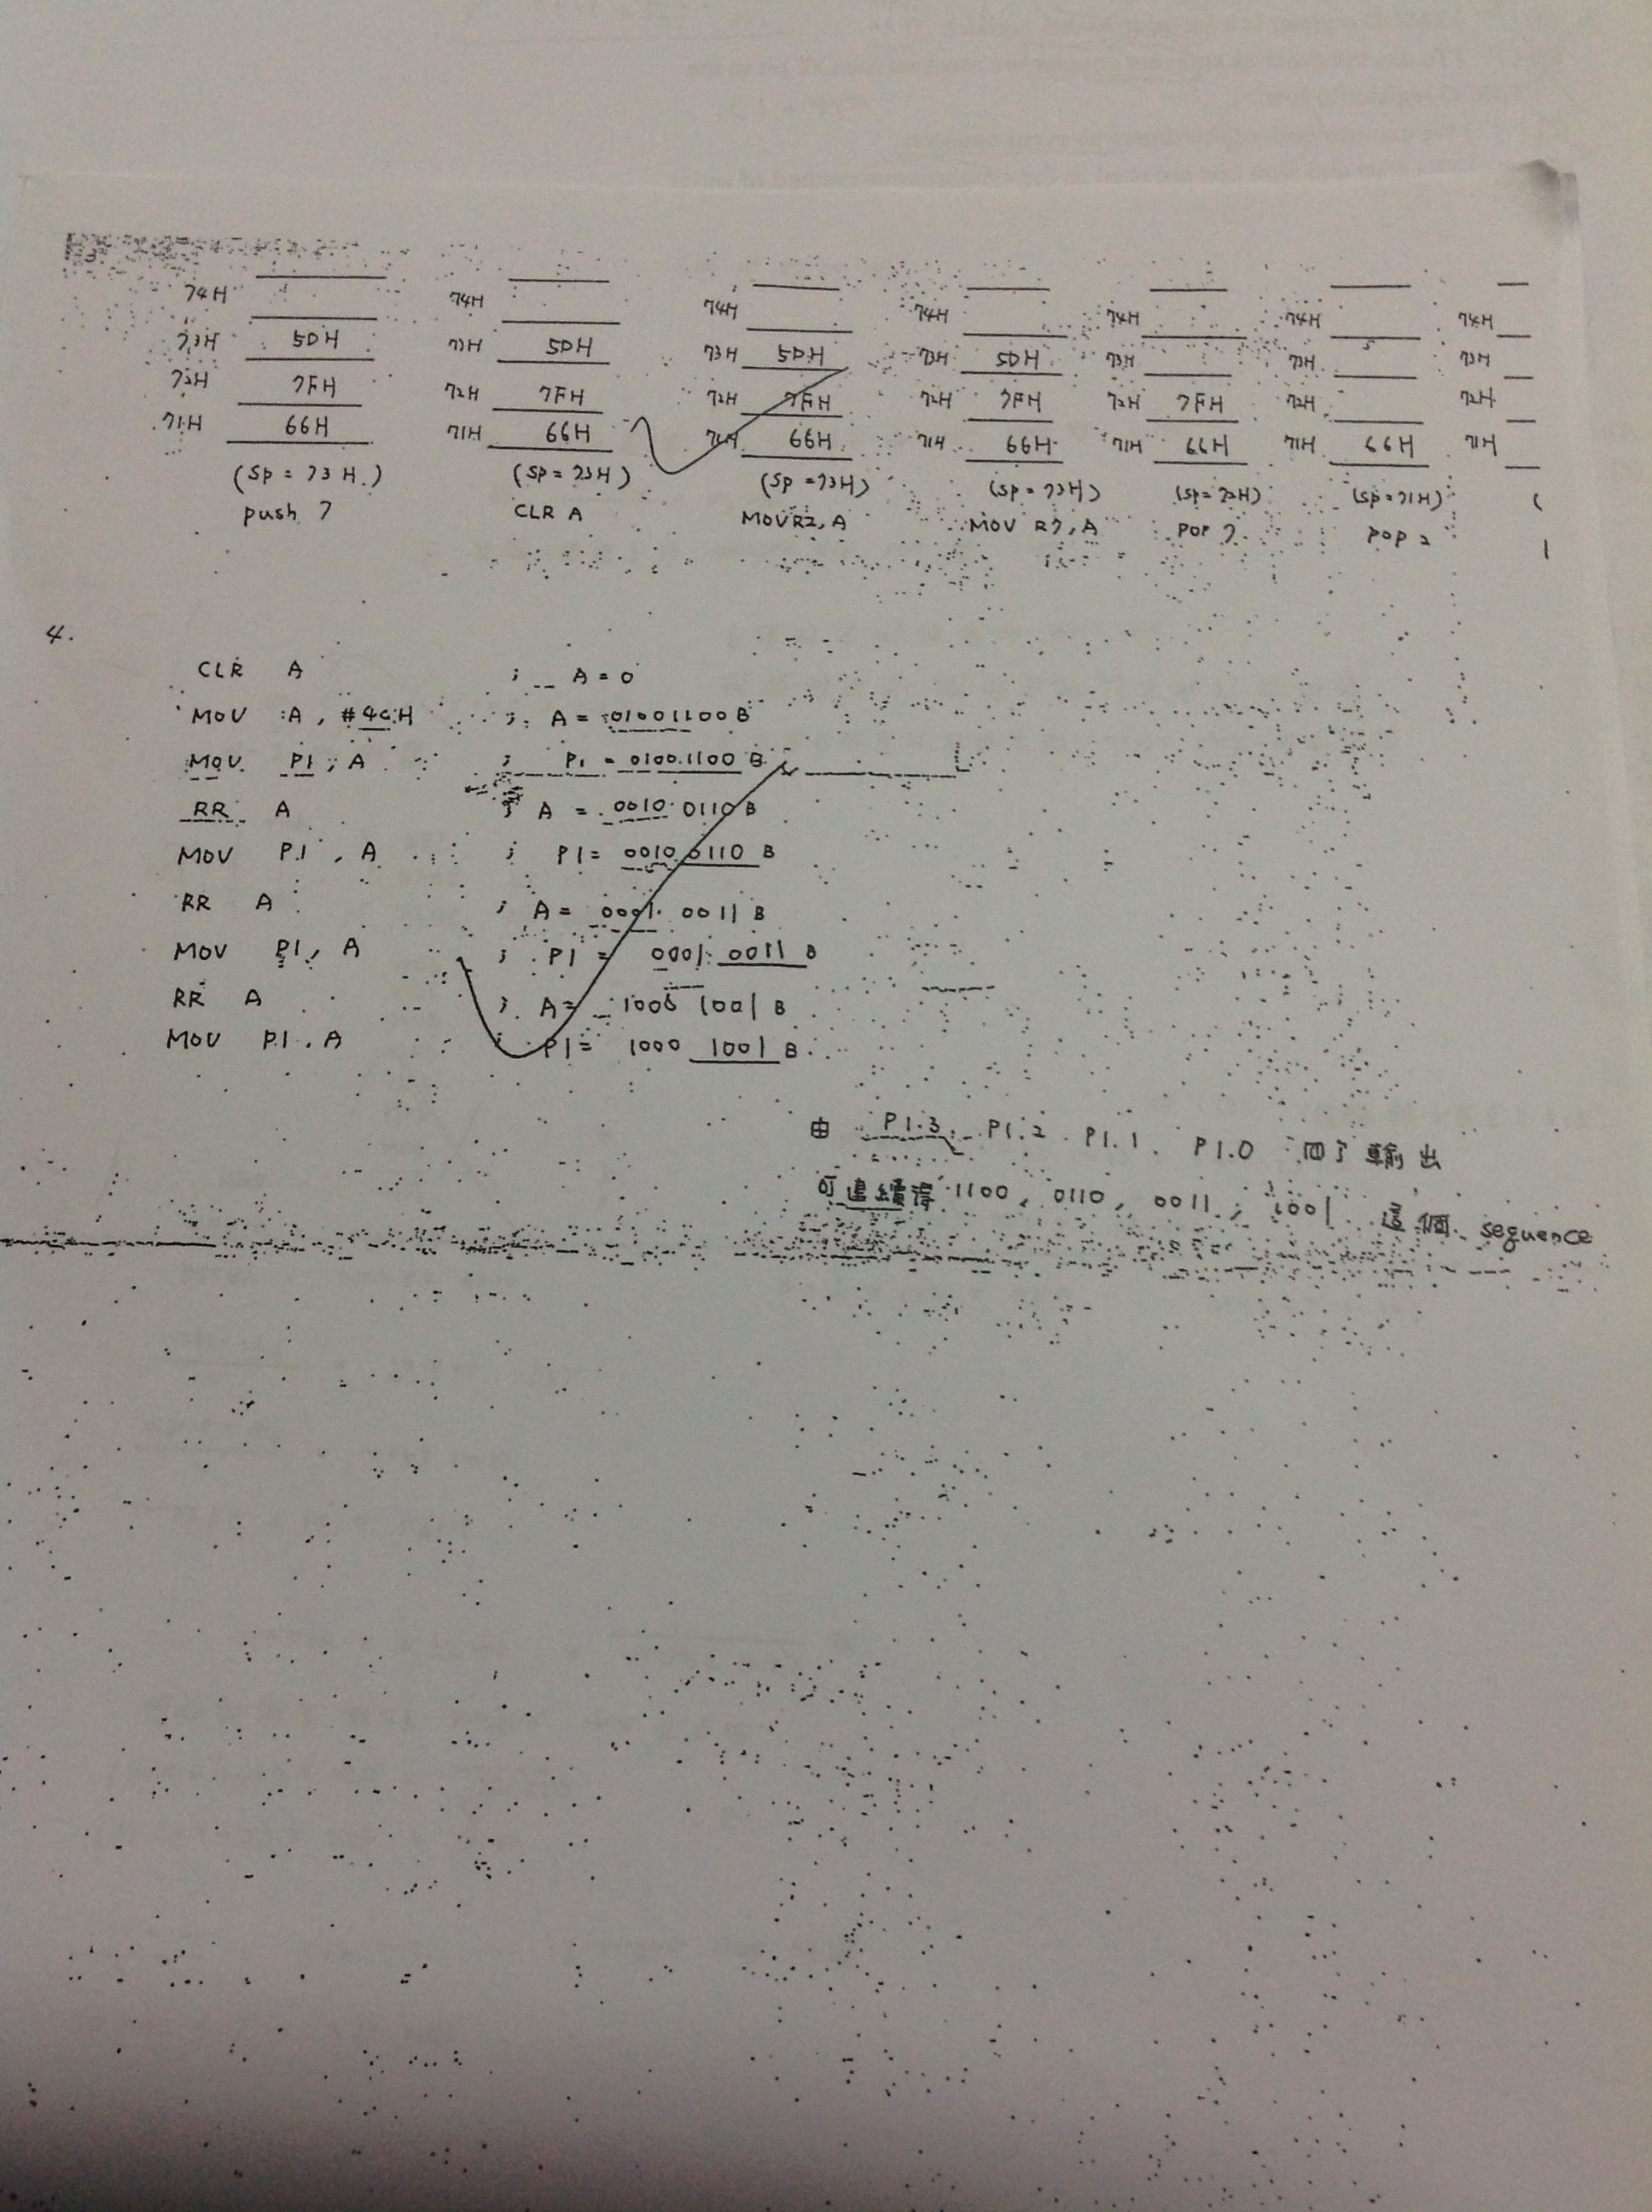 74H 74H 74H 74H 74H 74H 74H
73H 5DH 73H 5DH 73H 5DH 73H 5DH 73H 73H 73H
72H 7FH 72H 7FH 72H 7FH 72H 7FH 72H 7FH 72H 72H
71H 66H 71H 66H 71H 66H 71H 66H 71H 66H 71H 66H 71H
(SP = 73H) (SP = 73H) (SP = 73H) (SP = 73H) (SP = 72H) (SP = 71H) (
push 7 CLR A MOV R2, A MOV R7, A POP 7 POP 2
4.
CLR A ; A = 0
MOV A, #4CH ; A = 01001100 B
MOV P1, A ; P1 = 0100 1100 B
RR A ; A = 0010 0110 B
MOV P1, A ; P1 = 0010 0110 B
RR A ; A = 0001 0011 B
MOV P1, A ; P1 = 0001 0011 B
RR A ; A = 1000 1001 B
MOV P1, A ; P1 = 1000 1001 B
由 P1.3, P1.2, P1.1, P1.0 輸出
可連續得 1100, 0110, 0011, 1001 這個 sequence